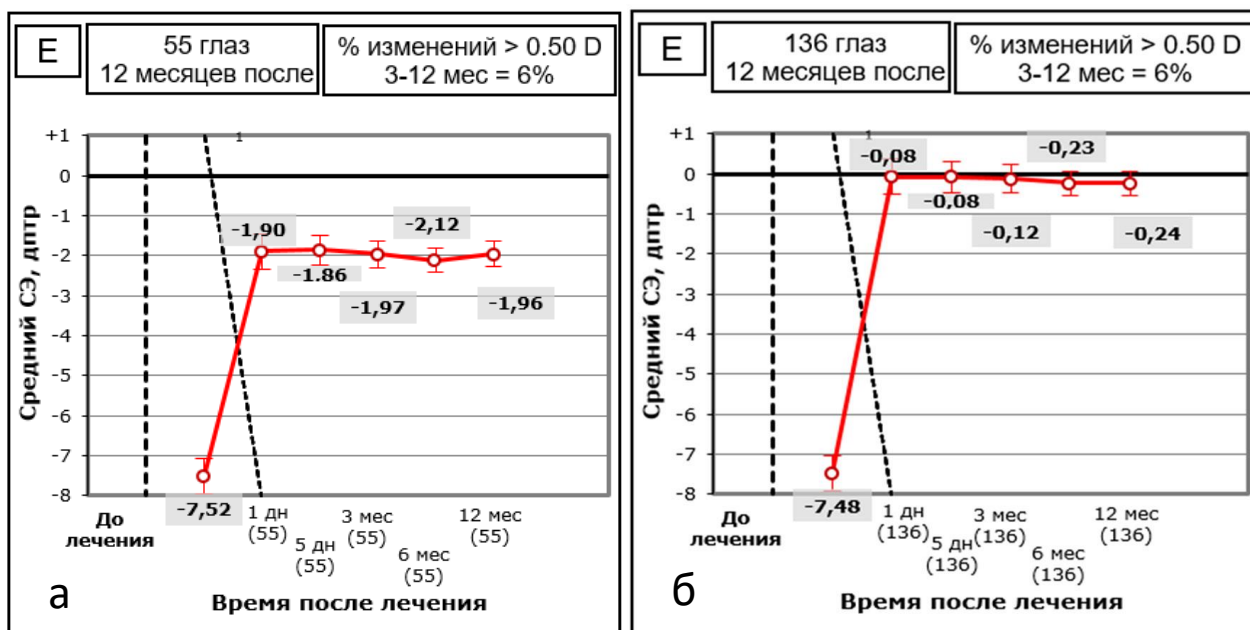 E
55 глаз
12 месяцев после
% изменений > 0.50 D
3-12 мес = 6%
+1
0
-1
-2
-3
-4
-5
-6
-7
-8
Средний СЭ, дптр
1
-7,52
-1,90
-1.86
-1,97
-2,12
-1,96
До
лечения
1 дн
(55)
5 дн
(55)
3 мес
(55)
6 мес
(55)
12 мес
(55)
Время после лечения
а
E
136 глаз
12 месяцев после
% изменений > 0.50 D
3-12 мес = 6%
+1
0
-1
-2
-3
-4
-5
-6
-7
-8
Средний СЭ, дптр
1
-7,48
-0,08
-0,08
-0,12
-0,23
-0,24
До
лечения
1 дн
(136)
5 дн
(136)
3 мес
(136)
6 мес
(136)
12 мес
(136)
Время после лечения
б